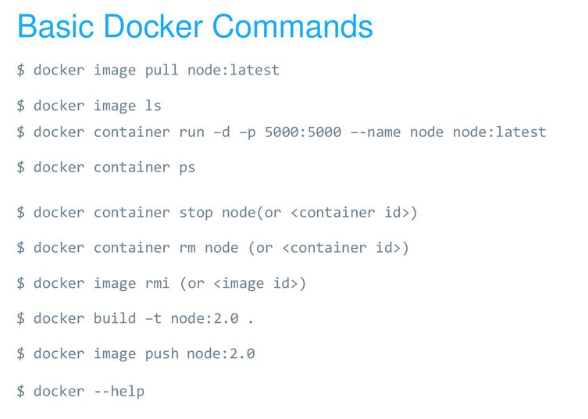 Basic Docker Commands
$ docker image pull node:latest
$ docker image ls
$ docker container run –d –p 5000:5000 –-name node node:latest
$ docker container ps
$ docker container stop node(or <container id>)
$ docker container rm node (or <container id>)
$ docker image rmi (or <image id>)
$ docker build –t node:2.0 .
$ docker image push node:2.0
$ docker --help